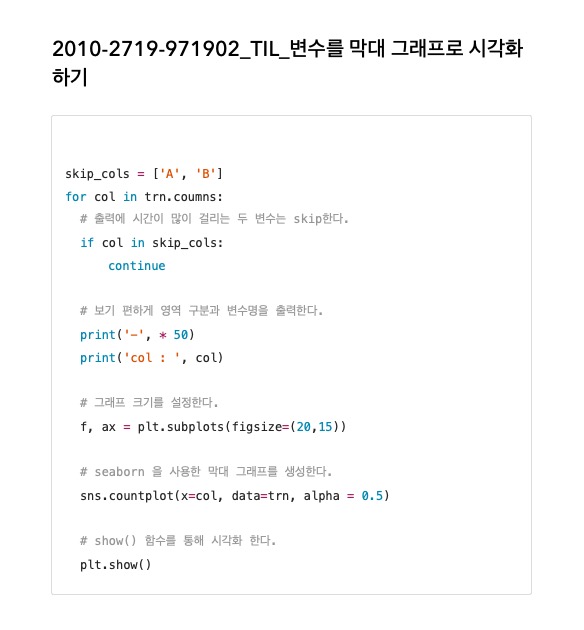 2010-2719-971902_TIL_변수를 막대 그래프로 시각화
하기
skip_cols = ['A', 'B']
for col in trn.coumns:
# 출력에 시간이 많이 걸리는 두 변수는 skip한다.
if col in skip_cols:
continue
# 보기 편하게 영역 구분과 변수명을 출력한다.
print('-', * 50)
print('col : ', col)
# 그래프 크기를 설정한다.
f, ax = plt.subplots(figsize=(20,15))
# seaborn 을 사용한 막대 그래프를 생성한다.
sns.countplot(x=col, data=trn, alpha = 0.5)
# show() 함수를 통해 시각화 한다.
plt.show()